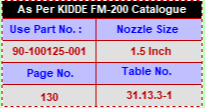 As Per KIDDE FM-200 Catalogue
Use Part No. : Nozzle Size
90-100125-001 1.5 Inch
Page No. Table No.
130 31.13.3-1